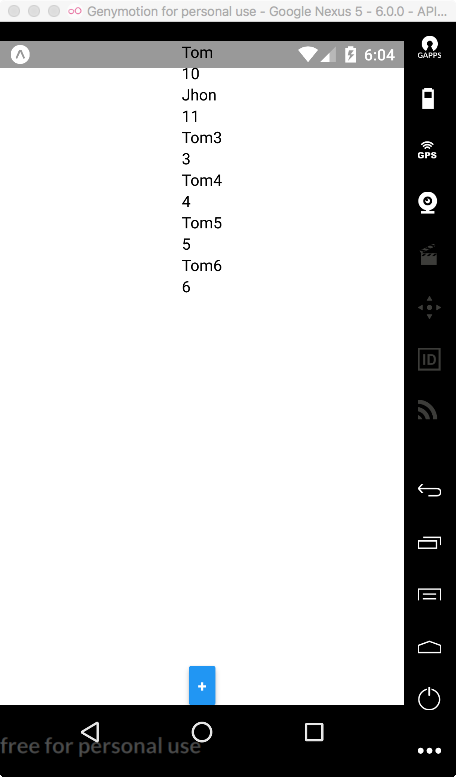 Genymotion for personal use - Google Nexus 5 - 6.0.0 - API...
6:04
Tom
10
Jhon
11
Tom3
3
Tom4
4
Tom5
5
Tom6
6
+
free for personal use
GAPPS
GPS
ID